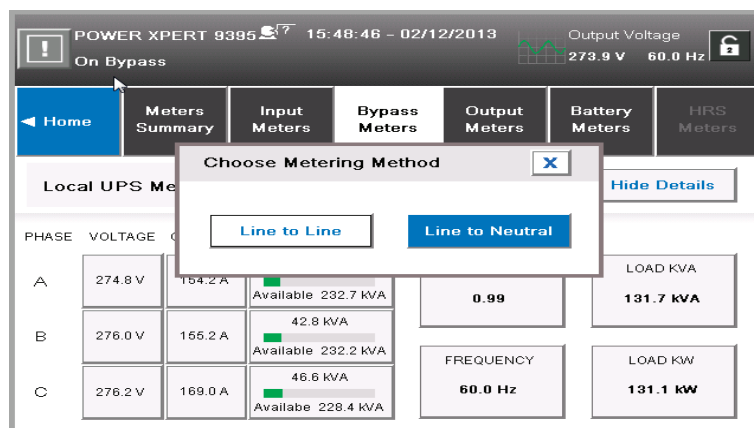 POWER XPERT 9395 ? 15:48:46 - 02/12/2013
On Bypass
Output Voltage
273.9 V 60.0 Hz
2
Home
Meters Summary
Input Meters
Bypass Meters
Output Meters
Battery Meters
HRS Meters
Local UPS Me
Hide Details
Choose Metering Method
X
Line to Line
Line to Neutral
PHASE VOLTAGE
A 274.8 V 154.2 A
Available 232.7 kVA
0.99
LOAD KVA
131.7 kVA
B 276.0 V 155.2 A
42.8 kVA
Available 232.2 kVA
C 276.2 V 169.0 A
46.6 kVA
Availabe 228.4 kVA
FREQUENCY
60.0 Hz
LOAD KW
131.1 kW